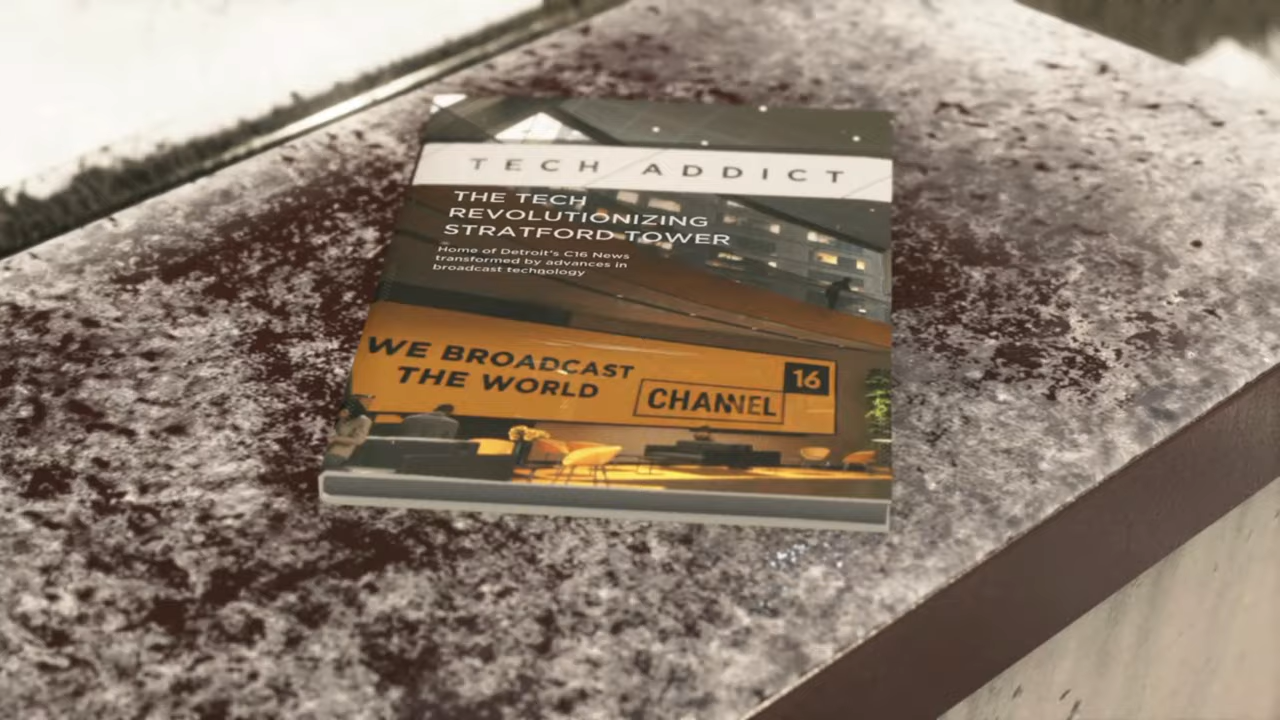 TECH ADDICT
THE TECH
REVOLUTIONIZING
STRATFORD TOWER
Home of Detroit's C16 News
transformed by advances in
broadcast technology
WE BROADCAST
THE WORLD
CHANNEL
16